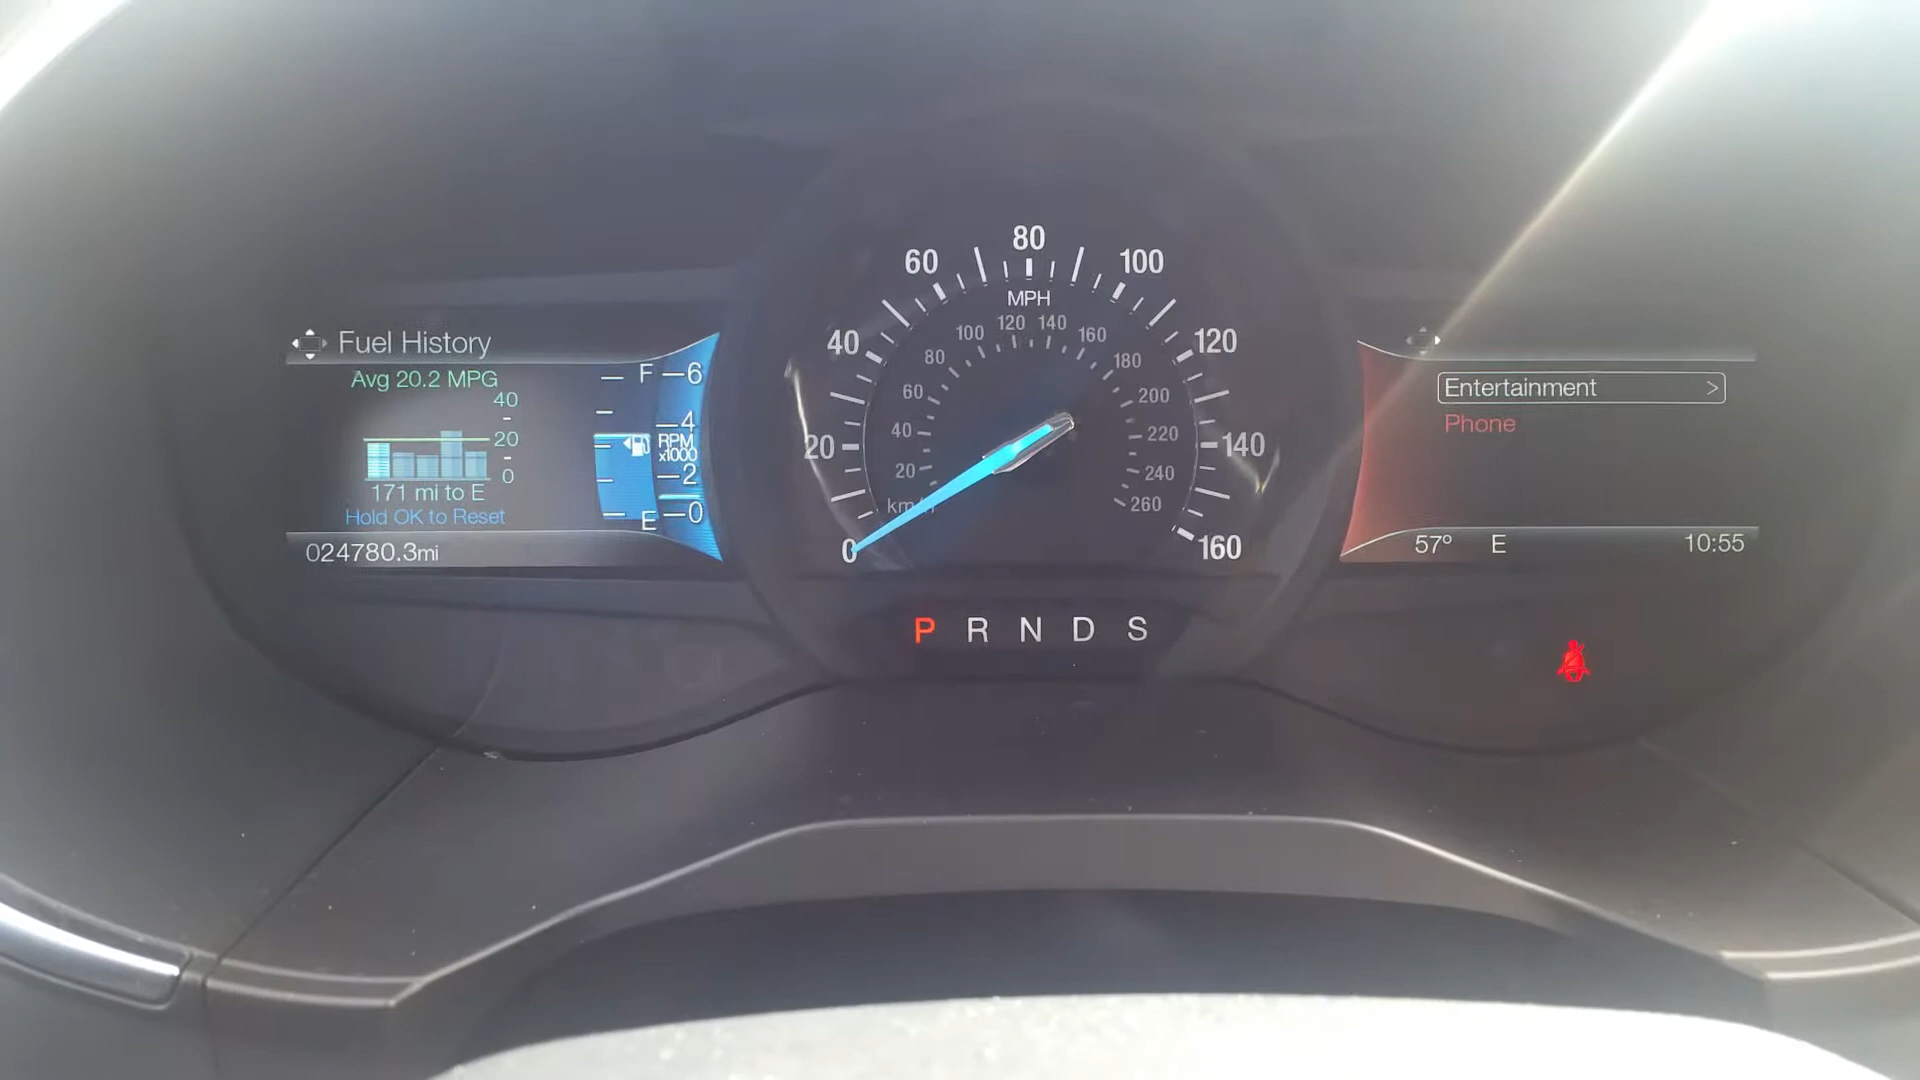 Fuel History
Avg 20.2 MPG
40
20
0
171 mi to E
Hold OK to Reset
024780.3mi
F
E
6
4
RPM
x1000
2
0
0
20
40
60
80
100
120
140
160
MPH
20
40
60
80
100
120
140
160
180
200
220
240
260
km/h
P R N D S
Entertainment >
Phone
57° E 10:55